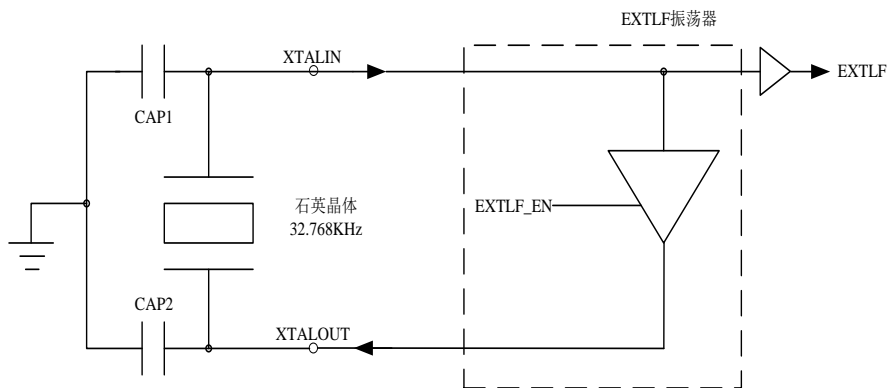 EXTLF振荡器
XTALIN
EXTLF
CAP1
石英晶体
32.768KHz
EXTLF_EN
CAP2
XTALOUT